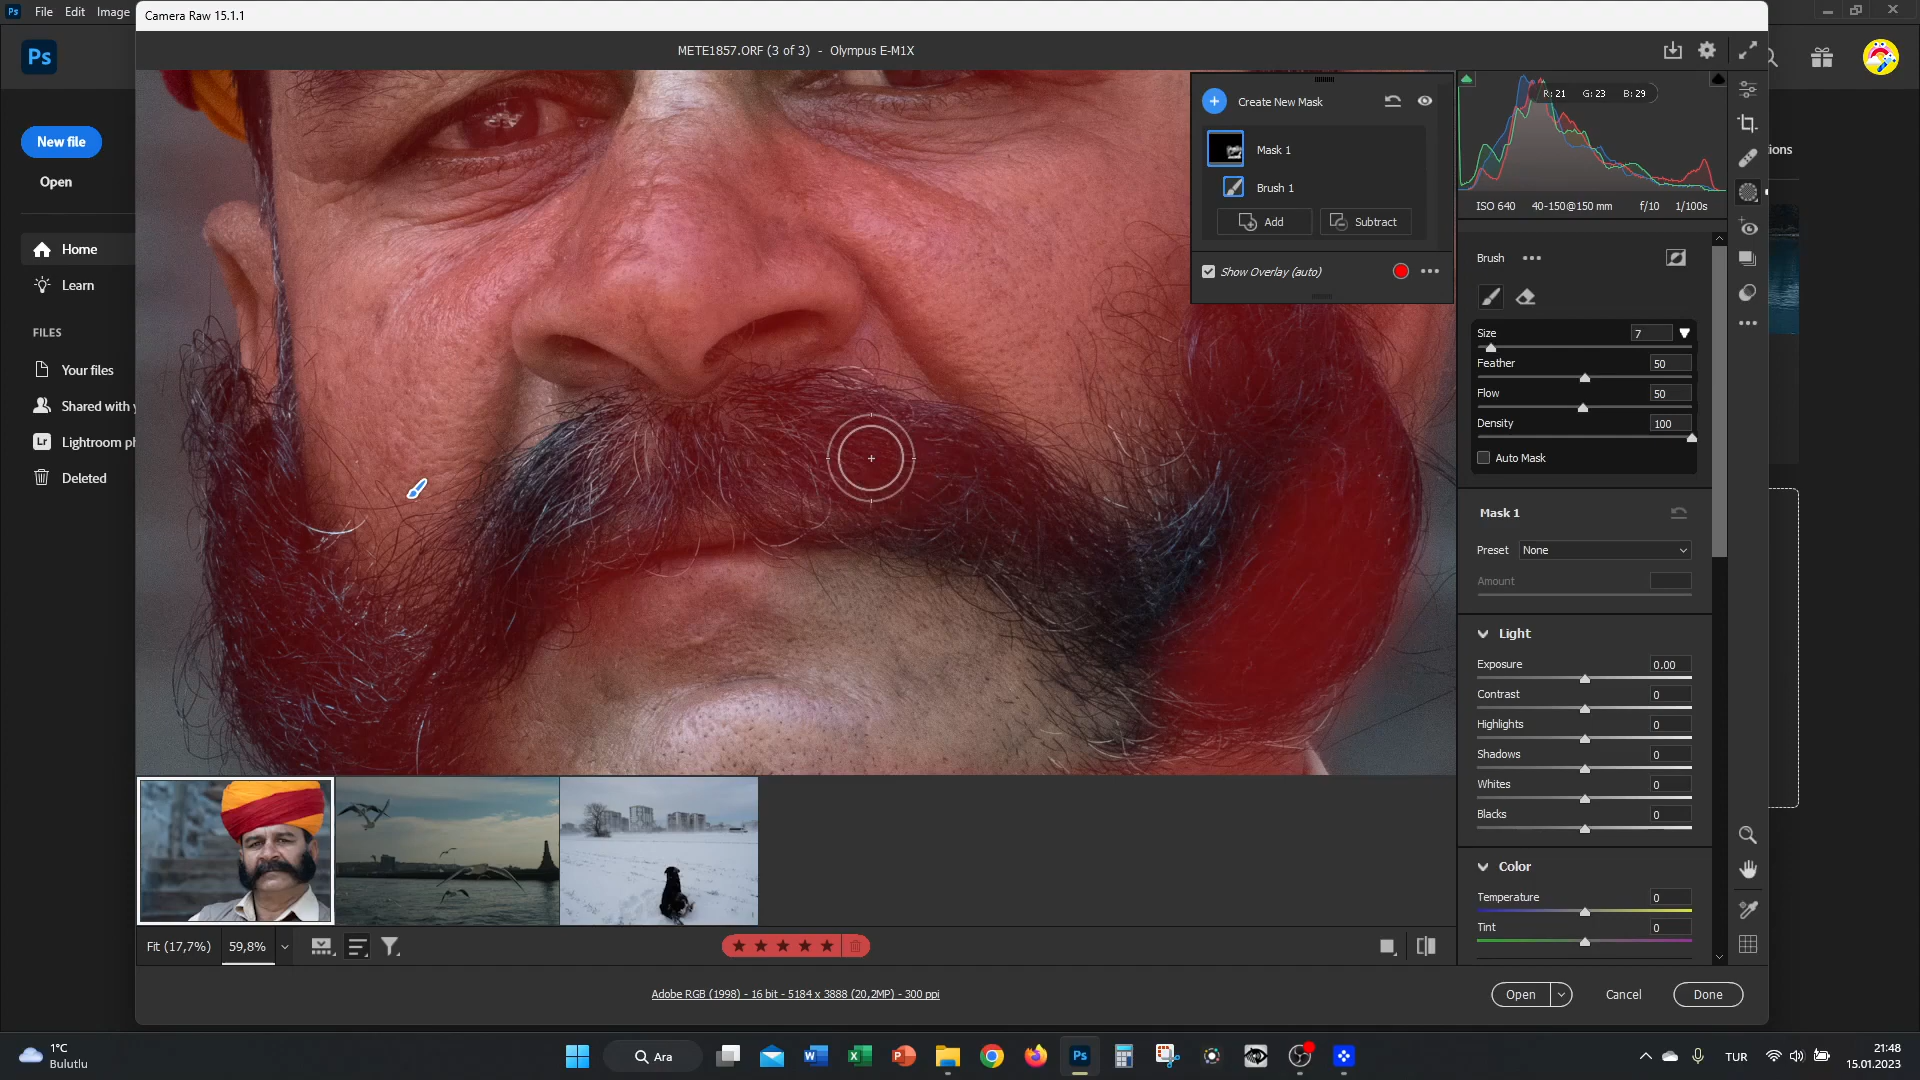 Ps
File
Edit
Image
Camera Raw 15.1.1
METE1857.ORF (3 of 3)  -  Olympus E-M1X
Ps
New file
Open
Home
Learn
FILES
Your files
Shared with y
Lr
Lightroom ph
Deleted
Create New Mask
Mask 1
Brush 1
Add
Subtract
Show Overlay (auto)
R: 21  G: 23  B: 29
ISO 640  40-150@150 mm  f/10  1/100s
Brush
Size 7
Feather 50
Flow 50
Density 100
Auto Mask
Mask 1
Preset None
Amount
Light
Exposure 0.00
Contrast 0
Highlights 0
Shadows 0
Whites 0
Blacks 0
Color
Temperature 0
Tint 0
ions
Fit (17,7%)
59,8%
Adobe RGB (1998) - 16 bit - 5184 x 3888 (20,2MP) - 300 ppi
Open
Cancel
Done
1°C
Bulutlu
Ara
Ps
TUR
21:48
15.01.2023